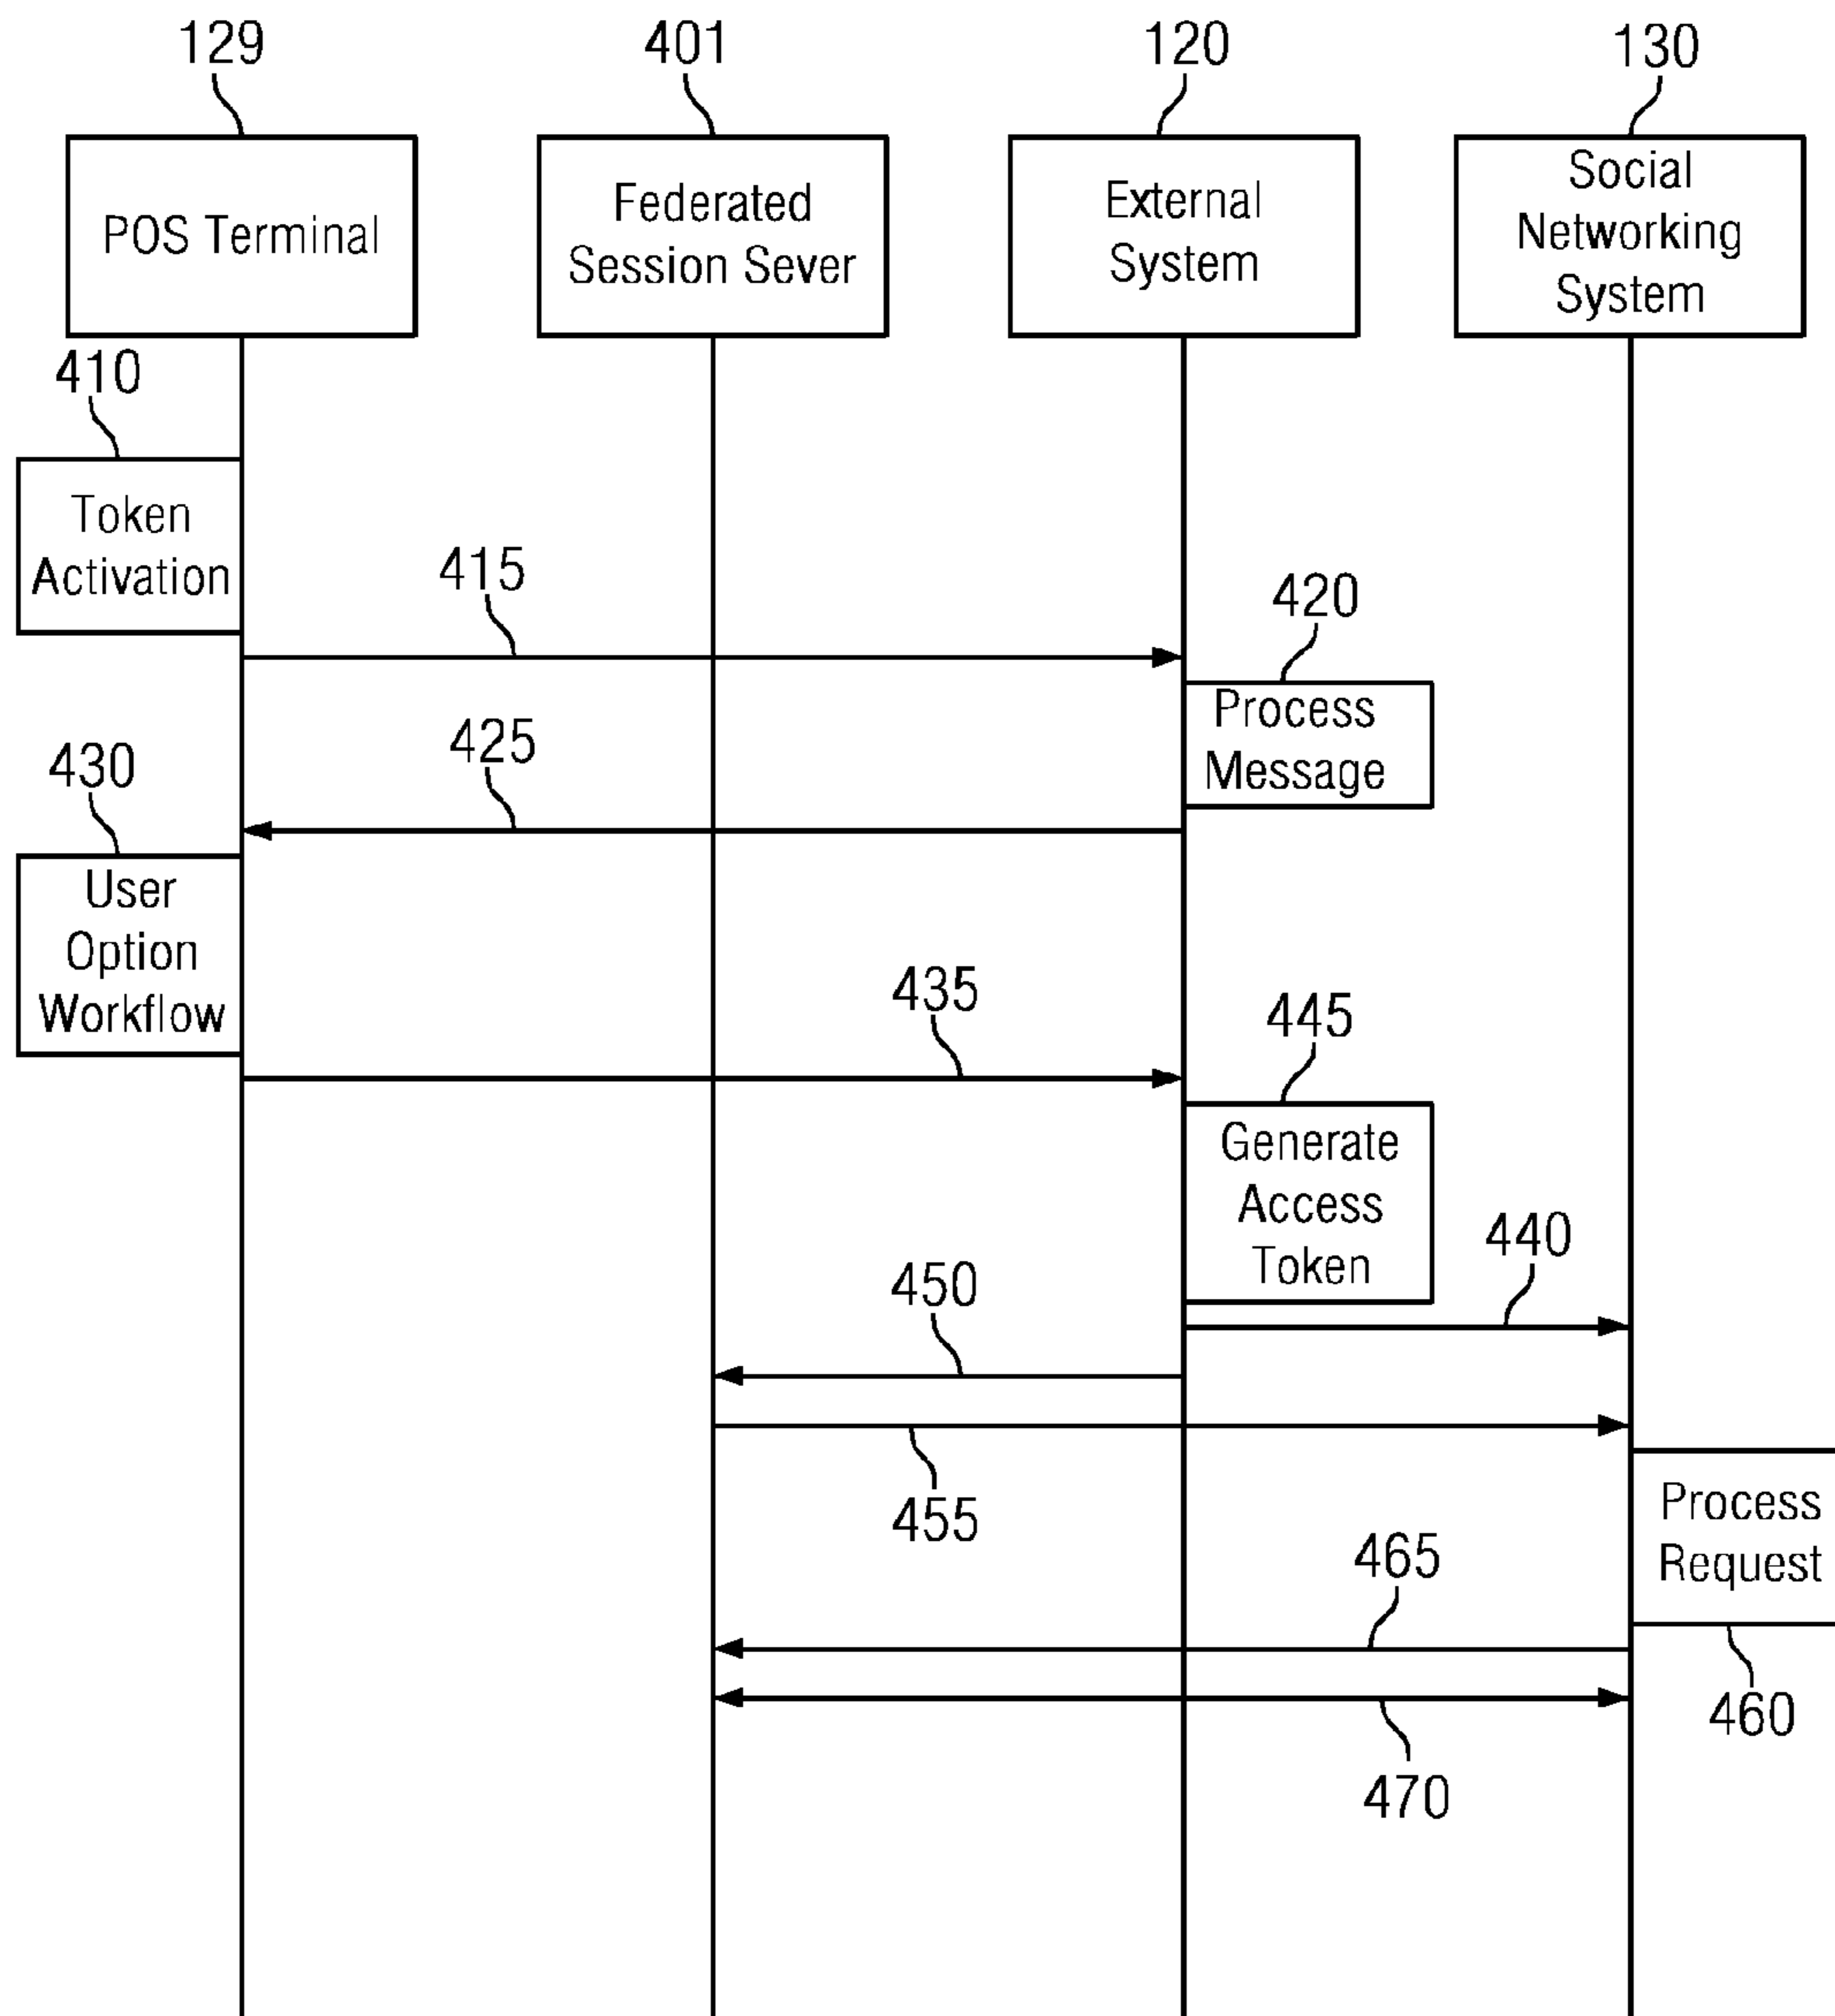 129
401
120
130
POS Terminal
Federated
Session Sever
External
System
Social
Networking
System
410
Token
Activation
415
420
Process
Message
425
430
User
Option
Workflow
435
445
Generate
Access
Token
440
450
455
Process
Request
465
460
470